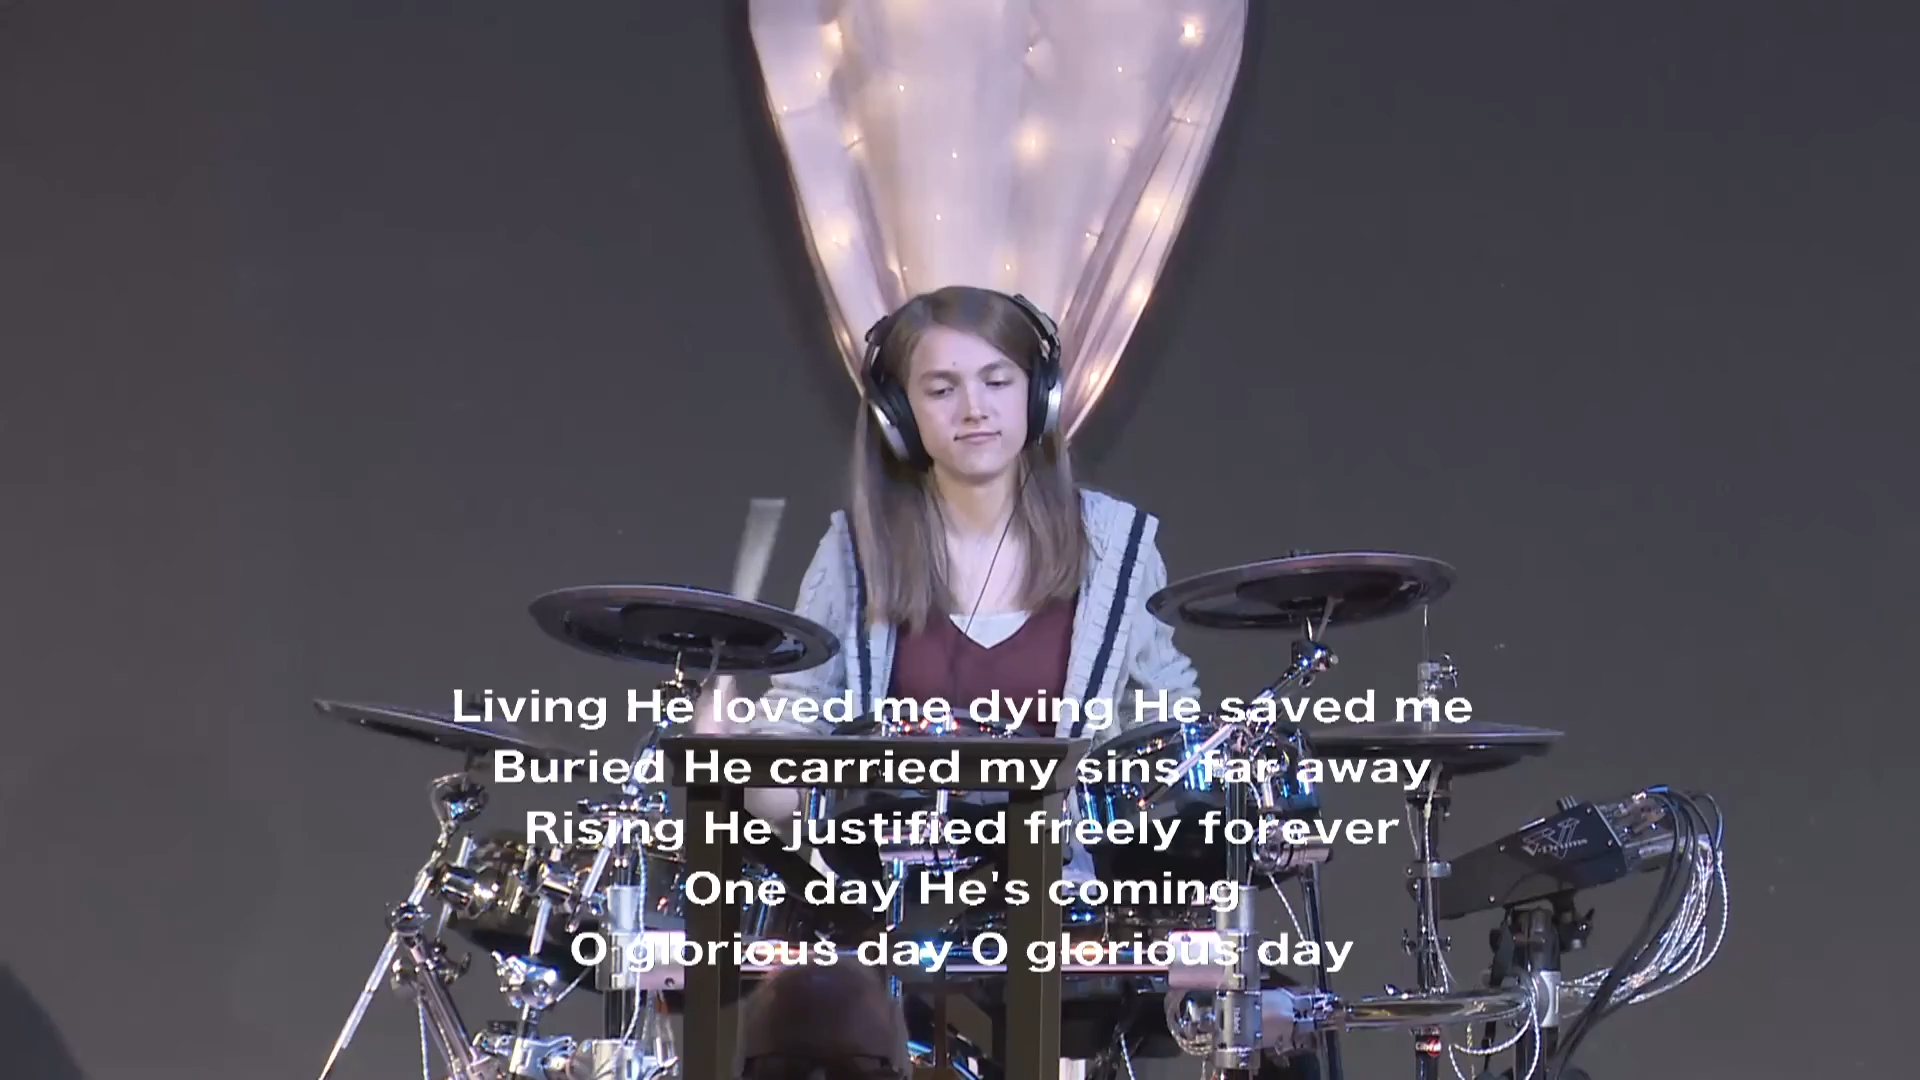 Living He loved me dying He saved me
Buried He carried my sins far away
Rising He justified freely forever
One day He's coming
O glorious day O glorious day